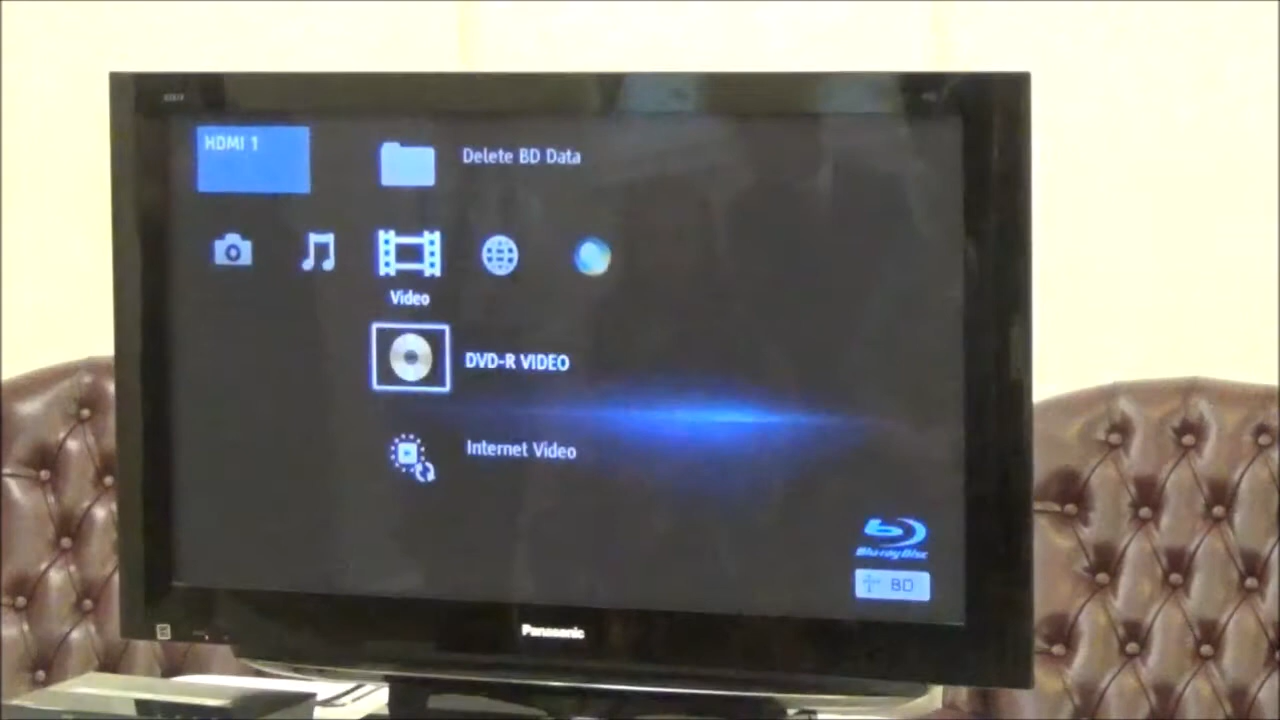 HDMI 1
Delete BD Data
Video
DVD-R VIDEO
Internet Video
Blu-ray Disc
BD
Panasonic